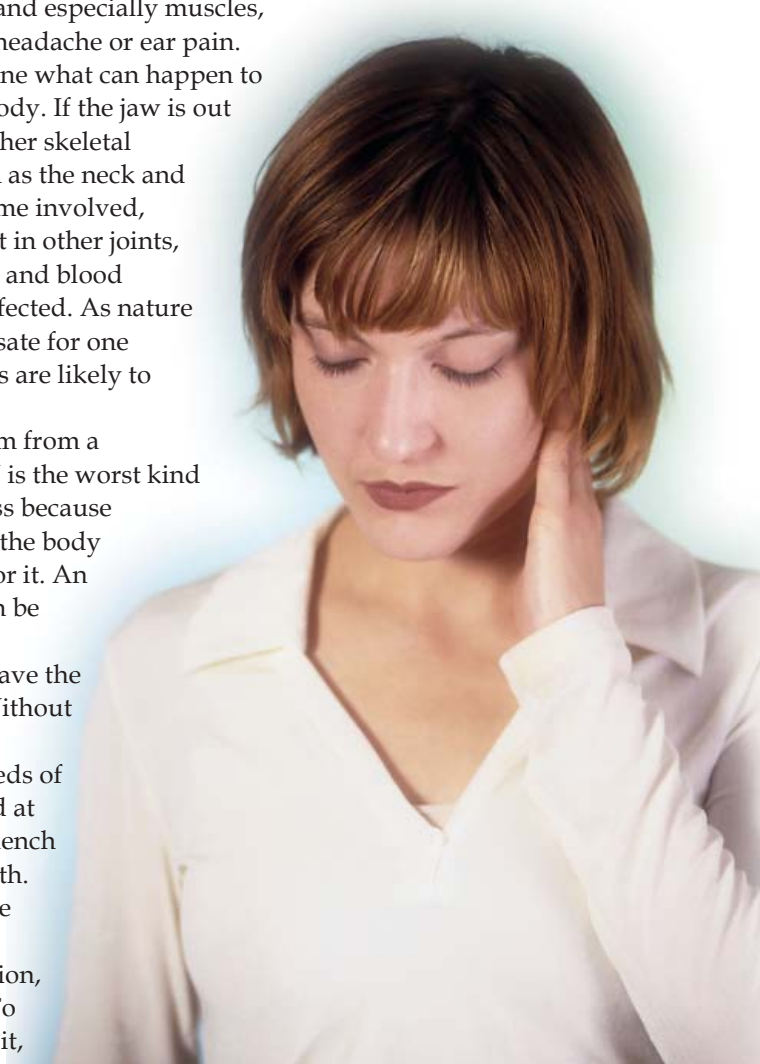 and especially muscles,
headache or ear pain.
ne what can happen to
ody. If the jaw is out
her skeletal
as the neck and
me involved,
t in other joints,
and blood
fected. As nature
sate for one
s are likely to
m from a
is the worst kind
ss because
the body
or it. An
n be
ave the
Vithout
eds of
d at
ench
th.
e
ion,
To
it,